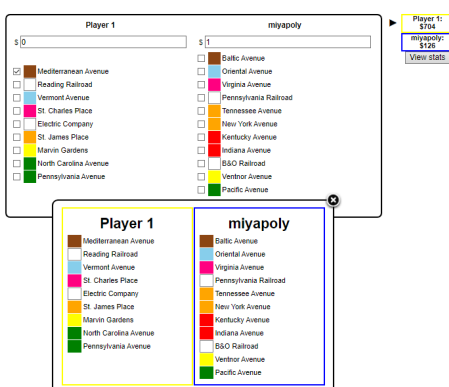 Player 1
miyapoly
$ 0
$ 1
Mediterranean Avenue
Reading Railroad
Vermont Avenue
St. Charles Place
Electric Company
St. James Place
Marvin Gardens
North Carolina Avenue
Pennsylvania Avenue
Baltic Avenue
Oriental Avenue
Virginia Avenue
Pennsylvania Railroad
Tennessee Avenue
New York Avenue
Kentucky Avenue
Indiana Avenue
B&O Railroad
Ventnor Avenue
Pacific Avenue
Player 1:
$704
miyapoly:
$126
View stats
Player 1
Mediterranean Avenue
Reading Railroad
Vermont Avenue
St. Charles Place
Electric Company
St. James Place
Marvin Gardens
North Carolina Avenue
Pennsylvania Avenue
miyapoly
Baltic Avenue
Oriental Avenue
Virginia Avenue
Pennsylvania Railroad
Tennessee Avenue
New York Avenue
Kentucky Avenue
Indiana Avenue
B&O Railroad
Ventnor Avenue
Pacific Avenue